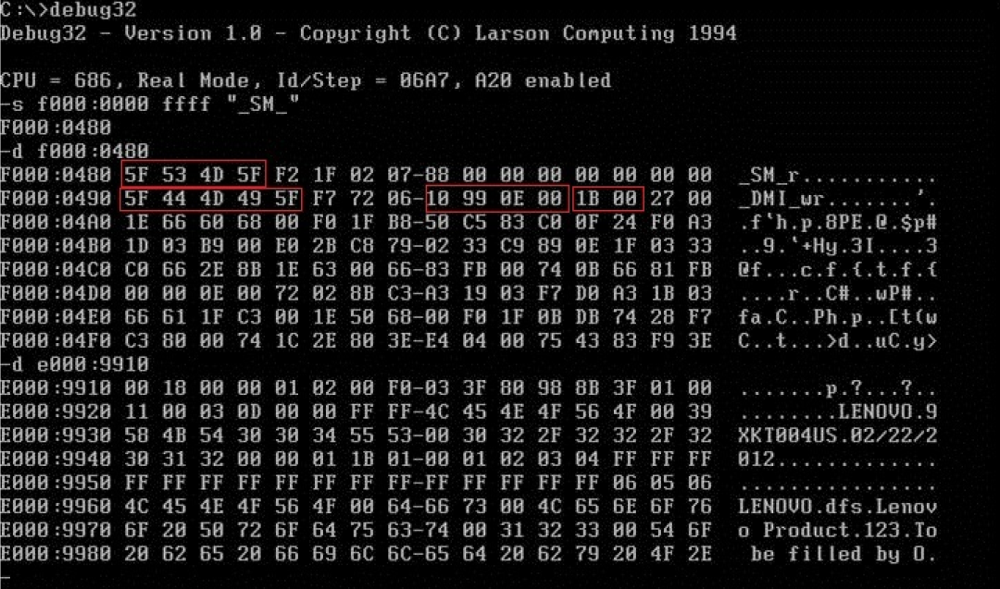 C:\>debug32
Debug32 - Version 1.0 - Copyright (C) Larson Computing 1994
CPU = 686, Real Mode, Id/Step = 06A7, A20 enabled
-s f000:0000 ffff "_SM_"
F000:0480
-d f000:0480
F000:0480 5F 53 4D 5F F2 1F 02 07-88 00 00 00 00 00 00 00 _SM_r...........
F000:0490 5F 44 4D 49 5F F7 72 06-10 99 0E 00 1B 00 27 00 _DMI_wr.......'.
F000:04A0 1E 66 60 68 00 F0 1F B8-50 C5 83 C0 0F 24 F0 A3 .f`h.p.8PE.@.$p#
F000:04B0 1D 03 B9 00 E0 2B C8 79-02 33 C9 89 0E 1F 03 33 ..9.`+Hy.3I....3
F000:04C0 C0 66 2E 8B 1E 63 00 66-83 FB 00 74 0B 66 81 FB @f...c.f.{.t.f.{
F000:04D0 00 00 0E 00 72 02 8B C3-A3 19 03 F7 D0 A3 1B 03 ....r..C#..wP#..
F000:04E0 66 61 1F C3 00 1E 50 68-00 F0 1F 0B DB 74 28 F7 fa.C..Ph.p..[t(w
F000:04F0 C3 80 00 74 1C 2E 80 3E-E4 04 00 75 43 83 F9 3E C..t...>d..uC.y>
-d e000:9910
E000:9910 00 18 00 00 01 02 00 F0-03 3F 80 98 8B 3F 01 00 .......p.?...?..
E000:9920 11 00 03 0D 00 00 FF FF-4C 45 4E 4F 56 4F 00 39 ........LENOVO.9
E000:9930 58 4B 54 30 30 34 55 53-00 30 32 2F 32 32 2F 32 XKT004US.02/22/2
E000:9940 30 31 32 00 00 01 1B 01-00 01 02 03 04 FF FF FF 012.............
E000:9950 FF FF FF FF FF FF FF FF-FF FF FF FF FF 06 05 06 ................
E000:9960 4C 45 4E 4F 56 4F 00 64-66 73 00 4C 65 6E 6F 76 LENOVO.dfs.Lenov
E000:9970 6F 20 50 72 6F 64 75 63-74 00 31 32 33 00 54 6F o Product.123.To
E000:9980 20 62 65 20 66 69 6C 6C-65 64 20 62 79 20 4F 2E  be filled by O.
-